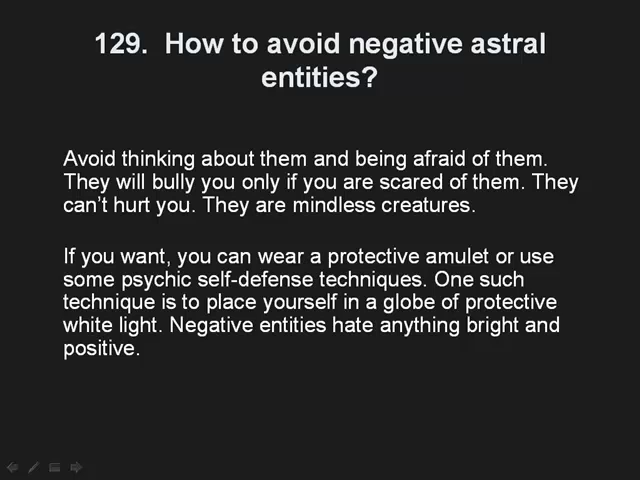 129.  How to avoid negative astral
entities?
Avoid thinking about them and being afraid of them.
They will bully you only if you are scared of them. They
can't hurt you. They are mindless creatures.
If you want, you can wear a protective amulet or use
some psychic self-defense techniques. One such
technique is to place yourself in a globe of protective
white light. Negative entities hate anything bright and
positive.